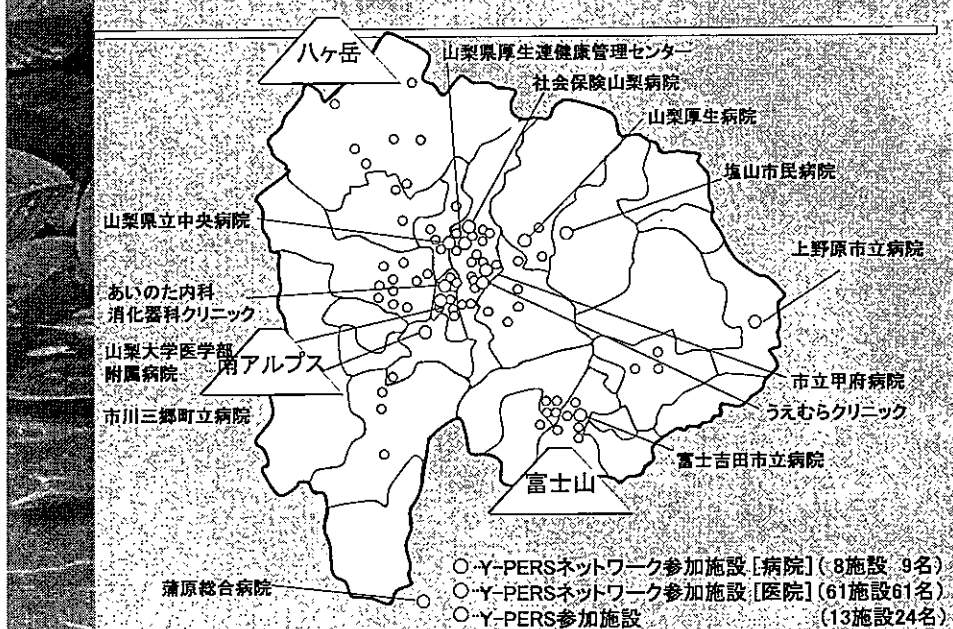 八ヶ岳
山梨県厚生連健康管理センター
社会保険山梨病院
山梨厚生病院
塩山市民病院
山梨県立中央病院
上野原市立病院
あいのた内科
消化器科クリニック
山梨大学医学部
附属病院
南アルプス
市立甲府病院
市川三郷町立病院
うえむらクリニック
富士吉田市立病院
富士山
蒲原総合病院
○ Y-PERSネットワーク参加施設 [病院] ( 8施設 9名)
○ Y-PERSネットワーク参加施設 [医院] (61施設61名)
○ Y-PERS参加施設 (13施設24名)